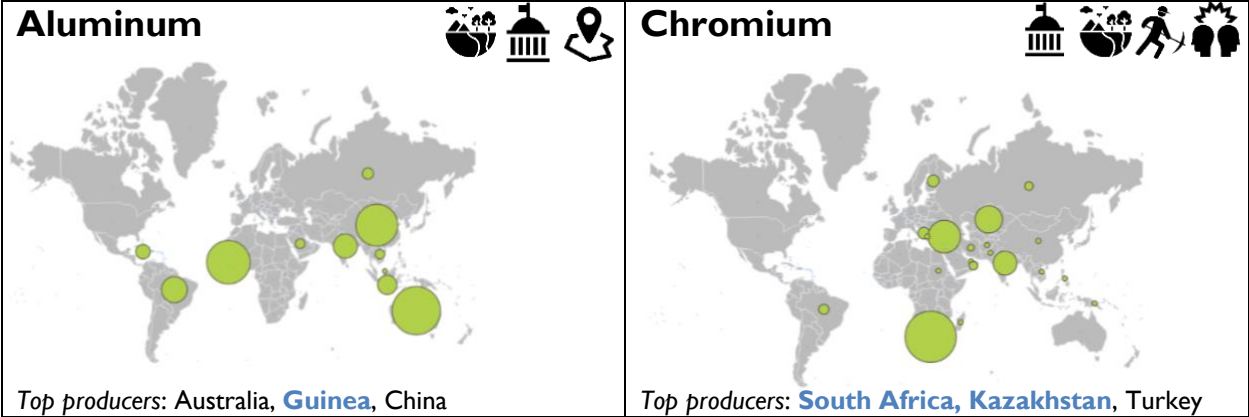 Aluminum
Top producers: Australia, Guinea, China
Chromium
Top producers: South Africa, Kazakhstan, Turkey